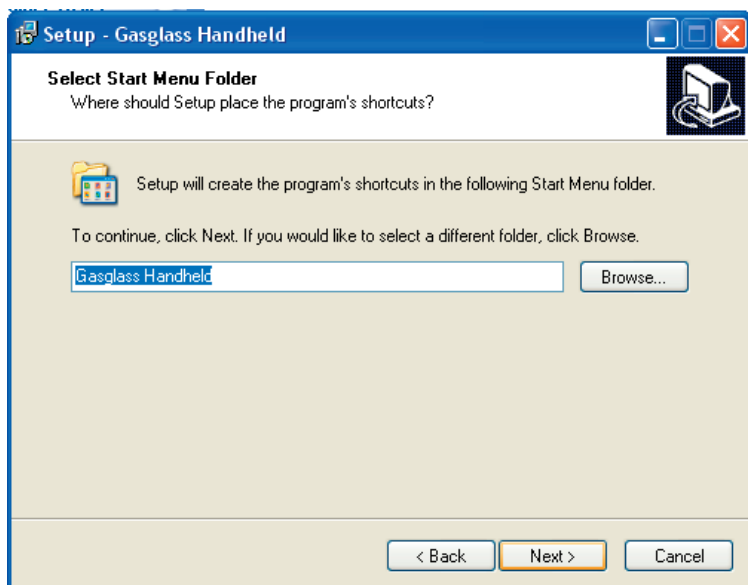 Setup - Gasglass Handheld
Select Start Menu Folder
Where should Setup place the program's shortcuts?
Setup will create the program's shortcuts in the following Start Menu folder.
To continue, click Next. If you would like to select a different folder, click Browse.
Gasglass Handheld
Browse...
< Back
Next >
Cancel